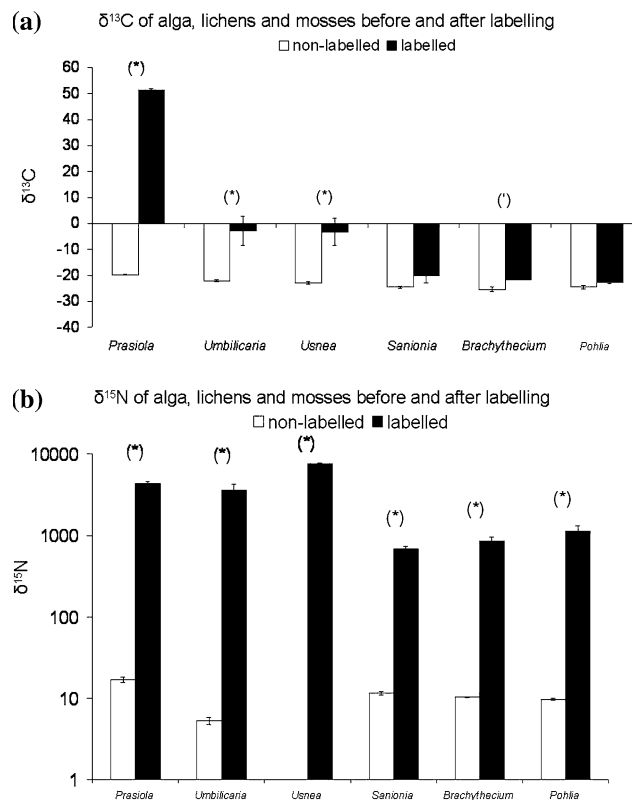 (a) δ¹³C of alga, lichens and mosses before and after labelling
non-labelled labelled
(*)
60
50
40
30
20
10
0
-10
-20
-30
-40
δ¹³C
(*)
(*)
(')
Prasiola Umbilicaria Usnea Sanionia Brachythecium Pohlia
(b) δ¹⁵N of alga, lichens and mosses before and after labelling
non-labelled labelled
(*) (*) (*) (*) (*) (*)
10000
1000
100
10
1
δ¹⁵N
Prasiola Umbilicaria Usnea Sanionia Brachythecium Pohlia